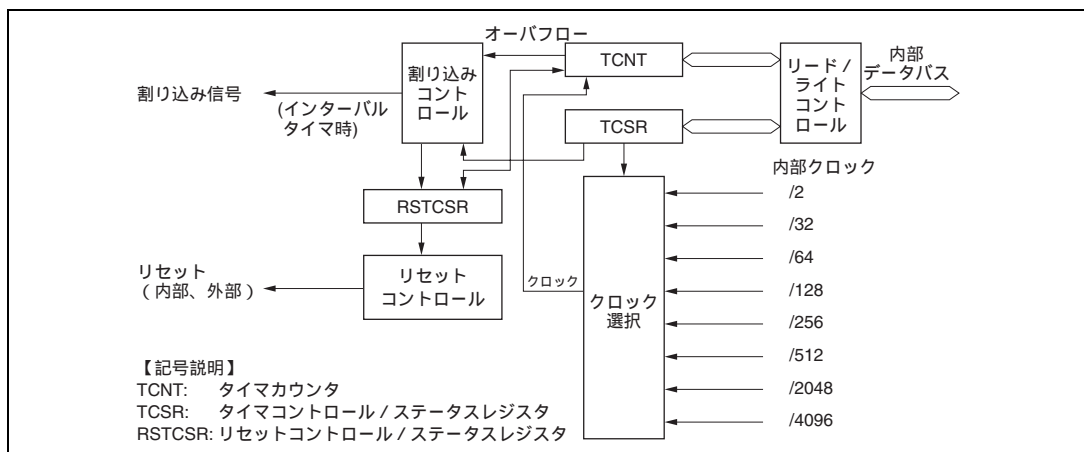 オーバフロー
TCNT
内部
データバス
リード /
ライト
コント
ロール
割り込み
コント
ロール
割り込み信号
(インターバル
タイマ時)
TCSR
内部クロック
RSTCSR
/2
/32
/64
/128
/256
/512
/2048
/4096
クロック
クロック
選択
リセット
（内部、外部）
リセット
コントロール
【記号説明】
TCNT: タイマカウンタ
TCSR: タイマコントロール / ステータスレジスタ
RSTCSR: リセットコントロール / ステータスレジスタ